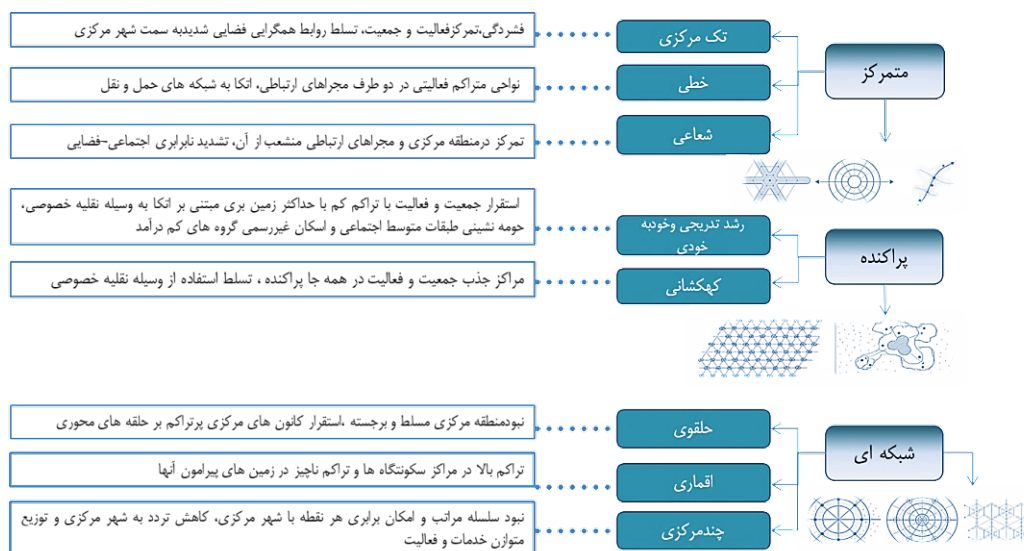 متمرکز
تک مرکزی
فشردگی،تمرکزفعالیت و جمعیت، تسلط روابط همگرایی فضایی شدیدبه سمت شهر مرکزی
خطی
نواحی متراکم فعالیتی در دو طرف مجراهای ارتباطی، اتکا به شبکه های حمل و نقل
شعاعی
تمرکز درمنطقه مرکزی و مجراهای ارتباطی منشعب از آن، تشدید نابرابری اجتماعی-فضایی
پراکنده
رشد تدریجی وخودبه
خودی
استقرار جمعیت و فعالیت با تراکم کم با حداکثر زمین بری مبتنی بر اتکا به وسیله نقلیه خصوصی،
حومه نشینی طبقات متوسط اجتماعی و اسکان غیررسمی گروه های کم درآمد
کهکشانی
مراکز جذب جمعیت و فعالیت در همه جا پراکنده ، تسلط استفاده از وسیله نقلیه خصوصی
شبکه ای
حلقوی
نبودمنطقه مرکزی مسلط و برجسته ،استقرار کانون های مرکزی پرتراکم بر حلقه های محوری
اقماری
تراکم بالا در مراکز سکونتگاه ها و تراکم ناچیز در زمین های پیرامون آنها
چندمرکزی
نبود سلسله مراتب و امکان برابری هر نقطه با شهر مرکزی، کاهش تردد به شهر مرکزی و توزیع
متوازن خدمات و فعالیت